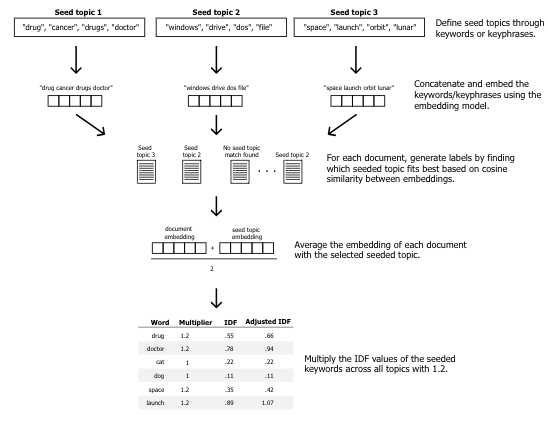 Seed topic 1
Seed topic 2
Seed topic 3
"drug", "cancer", "drugs", "doctor"
"windows", "drive", "dos", "file"
"space", "launch", "orbit", "lunar"
Define seed topics through
keywords or keyphrases.
"drug cancer drugs doctor"
"windows drive dos file"
"space launch orbit lunar"
Concatenate and embed the
keywords/keyphrases using the
embedding model.
Seed
topic 3
Seed
topic 2
No seed topic
match found
. . .
Seed topic 2
For each document, generate labels by finding
which seeded topic fits best based on cosine
similarity between embeddings.
document
embedding
+
seed topic
embedding
2
Average the embedding of each document
with the selected seeded topic.
Word Multiplier IDF Adjusted IDF
drug 1.2 .55 .66
doctor 1.2 .78 .94
cat 1 .22 .22
dog 1 .11 .11
space 1.2 .35 .42
launch 1.2 .89 1.07
Multiply the IDF values of the seeded
keywords across all topics with 1.2.